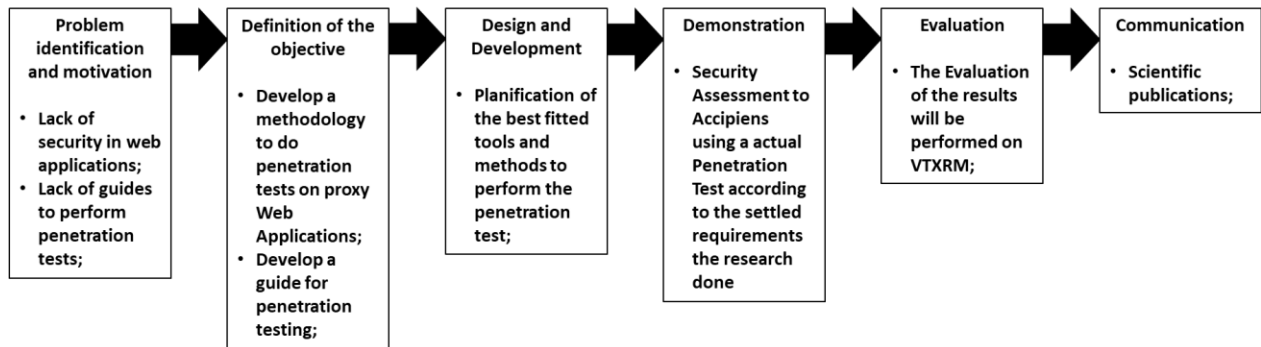 Problem
identification
and motivation
• Lack of
security in web
applications;
• Lack of guides
to perform
penetration
tests;
Definition of the
objective
• Develop a
methodology
to do
penetration
tests on proxy
Web
Applications;
• Develop a
guide for
penetration
testing;
Design and
Development
• Planification of
the best fitted
tools and
methods to
perform the
penetration
test;
Demonstration
• Security
Assessment to
Accipiens
using a actual
Penetration
Test according
to the settled
requirements
the research
done
Evaluation
• The Evaluation
of the results
will be
performed on
VTXRM;
Communication
• Scientific
publications;